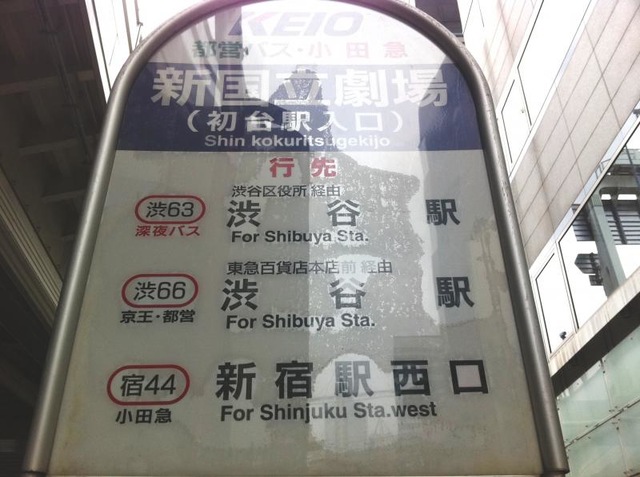 KEIO
都営バス・小田急
新国立劇場
（初台駅入口）
Shin kokuritsugekijo
行先
渋谷区役所 経由
渋63 渋谷駅
深夜バス For Shibuya Sta.
東急百貨店本店前 経由
渋66 渋谷駅
京王・都営 For Shibuya Sta.
宿44 新宿駅西口
小田急 For Shinjuku Sta.west